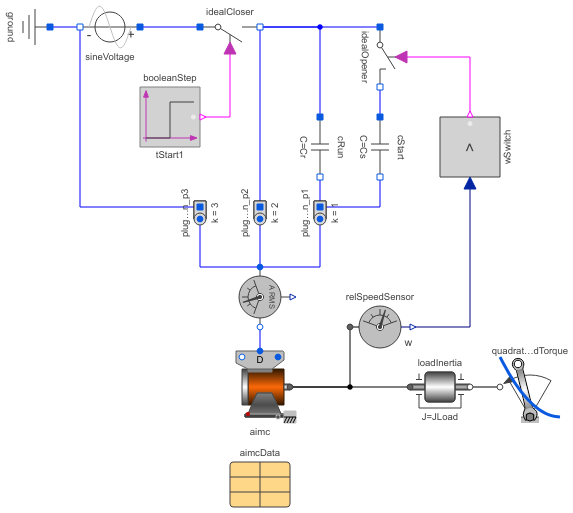 ground
-
+
sineVoltage
idealCloser
booleanStep
tStart1
idealOpener
C=Cr
cRun
C=Cs
cStart
>
wSwitch
plug...n_p3
k = 3
plug...n_p2
k = 2
plug...n_p1
k = 1
A RMS
relSpeedSensor
w
D
aimc
loadInertia
J=JLoad
quadrat...dTorque
aimcData